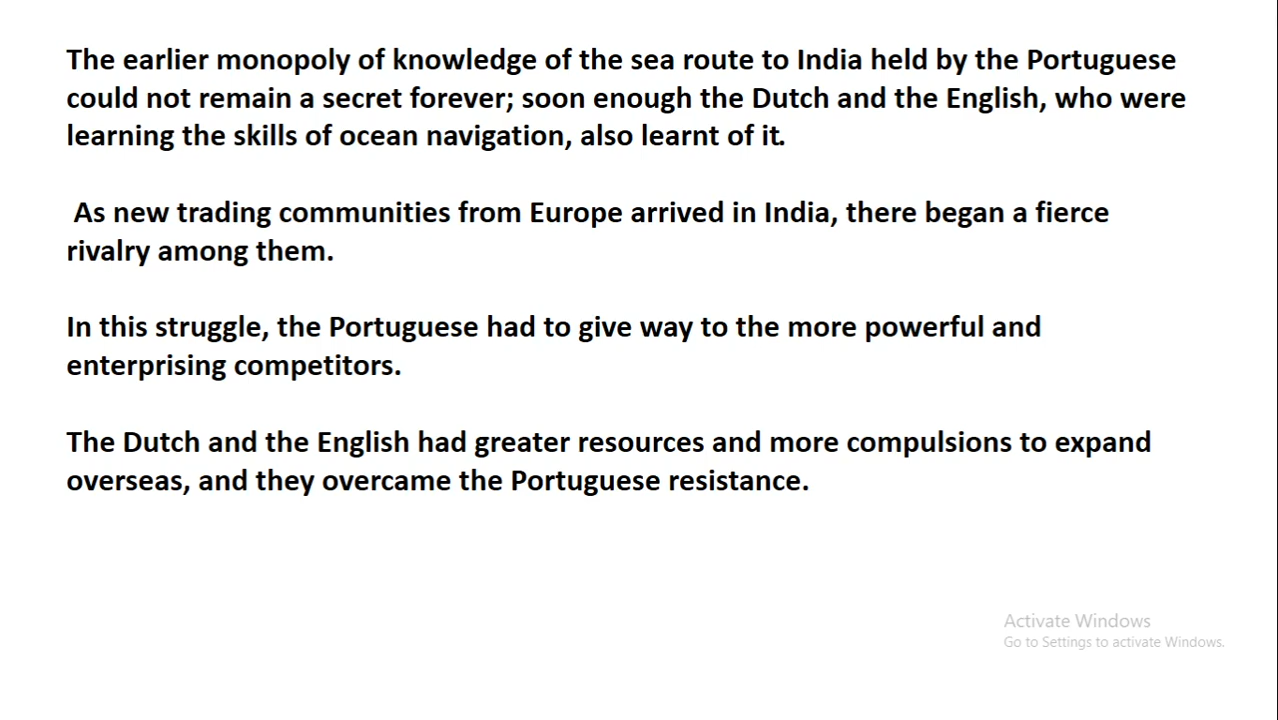 The earlier monopoly of knowledge of the sea route to India held by the Portuguese
could not remain a secret forever; soon enough the Dutch and the English, who were
learning the skills of ocean navigation, also learnt of it.
As new trading communities from Europe arrived in India, there began a fierce
rivalry among them.
In this struggle, the Portuguese had to give way to the more powerful and
enterprising competitors.
The Dutch and the English had greater resources and more compulsions to expand
overseas, and they overcame the Portuguese resistance.
Activate Windows
Go to Settings to activate Windows.